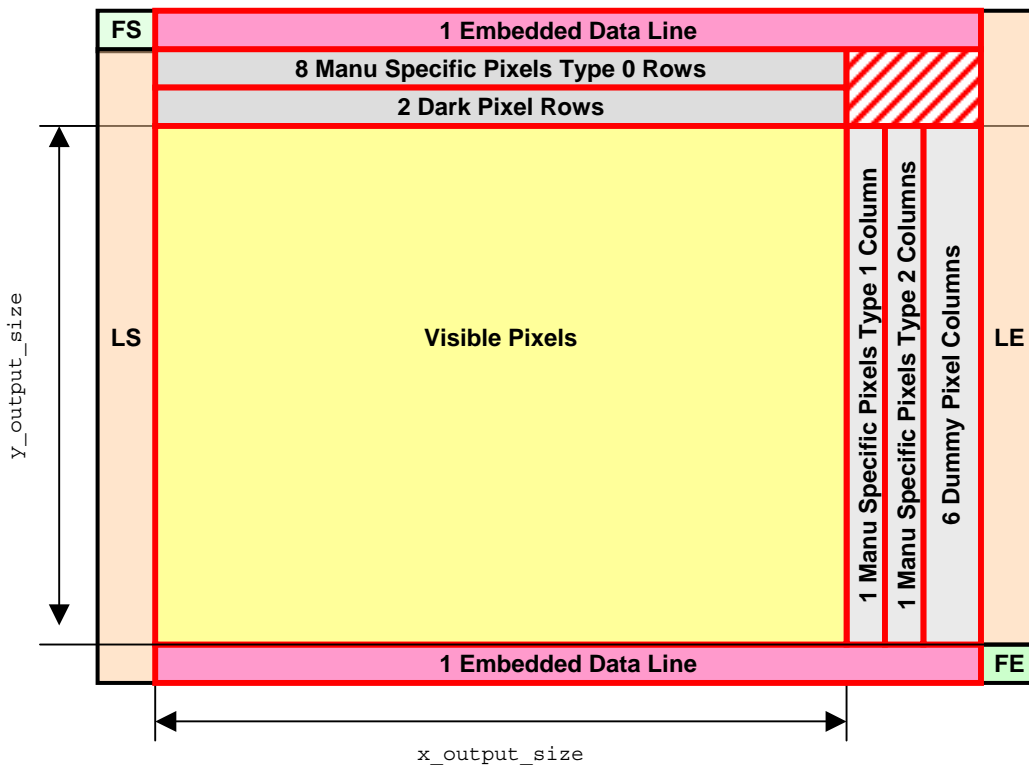 FS
1 Embedded Data Line
8 Manu Specific Pixels Type 0 Rows
2 Dark Pixel Rows
y_output_size
LS
Visible Pixels
1 Manu Specific Pixels Type 1 Column
1 Manu Specific Pixels Type 2 Columns
6 Dummy Pixel Columns
LE
1 Embedded Data Line
FE
x_output_size